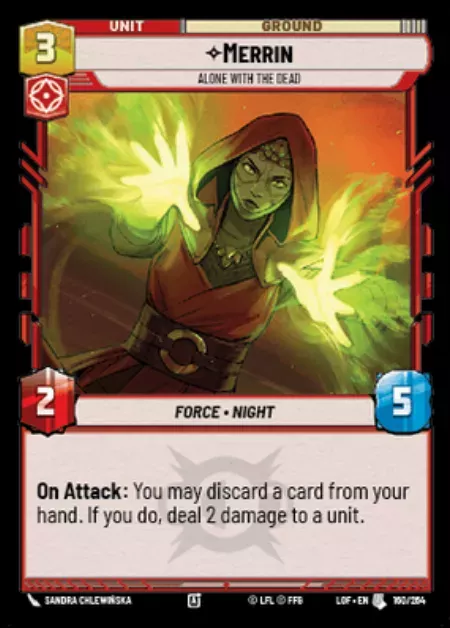 UNIT
GROUND
3
MERRIN
ALONE WITH THE DEAD
2
FORCE • NIGHT
5
On Attack: You may discard a card from your
hand. If you do, deal 2 damage to a unit.
SANDRA CHLEWIŃSKA
© LFL © FFG
LOF • EN
160/264